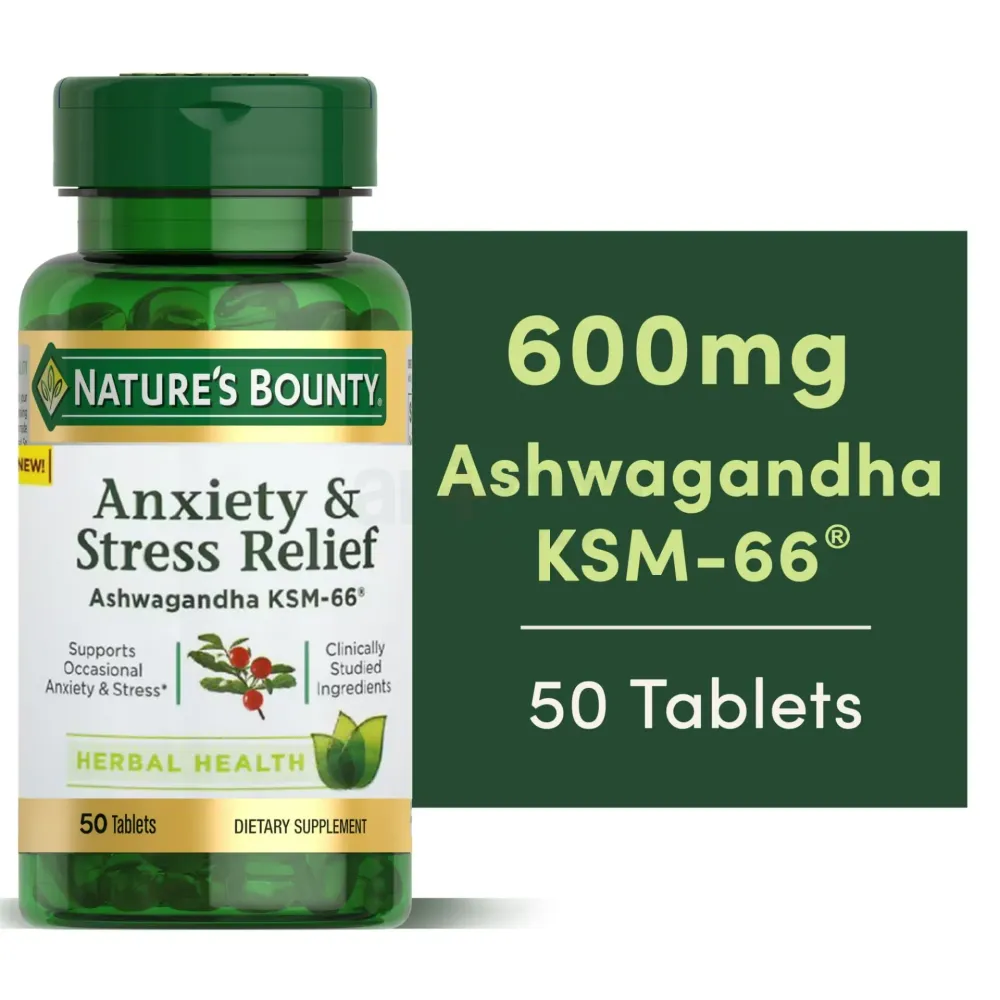 NATURE'S BOUNTY®
NEW!
Anxiety &
Stress Relief
Ashwagandha KSM-66®
Supports
Occasional
Anxiety & Stress*
Clinically
Studied
Ingredients
HERBAL HEALTH
50 Tablets
DIETARY SUPPLEMENT
600mg
Ashwagandha
KSM-66®
50 Tablets